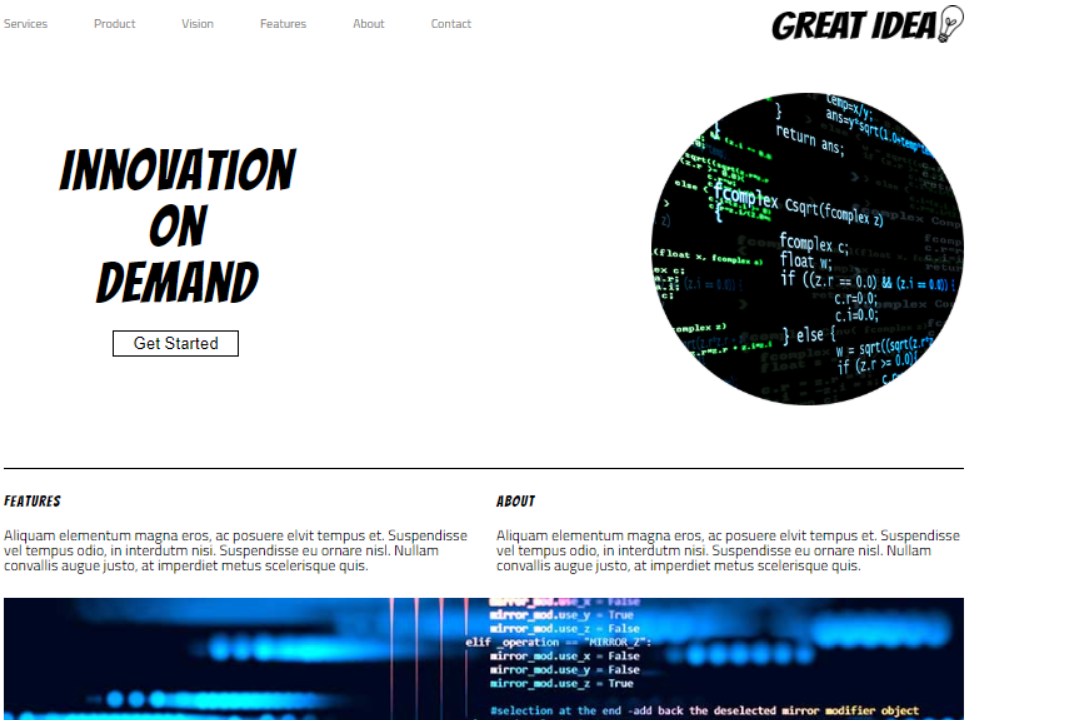 Services Product Vision Features About Contact
GREAT IDEA
INNOVATION
ON
DEMAND
Get Started
temp=x/y;
ans=y*sqrt(1.0+temp*
}
return ans;
else {
fcomplex Csqrt(fcomplex z)
{
fcomplex c;
float w;
if ((z.r == 0.0) && (z.i == 0.0)) {
c.r=0.0;
c.i=0.0;
} else {
w = sqrt((sqrt(z.r*z
if (z.r >= 0.0){
(float x, fcomplex a)
FEATURES
Aliquam elementum magna eros, ac posuere elvit tempus et. Suspendisse
vel tempus odio, in interdutm nisi. Suspendisse eu ornare nisl. Nullam
convallis augue justo, at imperdiet metus scelerisque quis.
ABOUT
Aliquam elementum magna eros, ac posuere elvit tempus et. Suspendisse
vel tempus odio, in interdutm nisi. Suspendisse eu ornare nisl. Nullam
convallis augue justo, at imperdiet metus scelerisque quis.
mirror_mod.use_x = False
mirror_mod.use_y = True
mirror_mod.use_z = False
elif _operation == "MIRROR_Z":
mirror_mod.use_x = False
mirror_mod.use_y = False
mirror_mod.use_z = True
#selection at the end -add back the deselected mirror modifier object